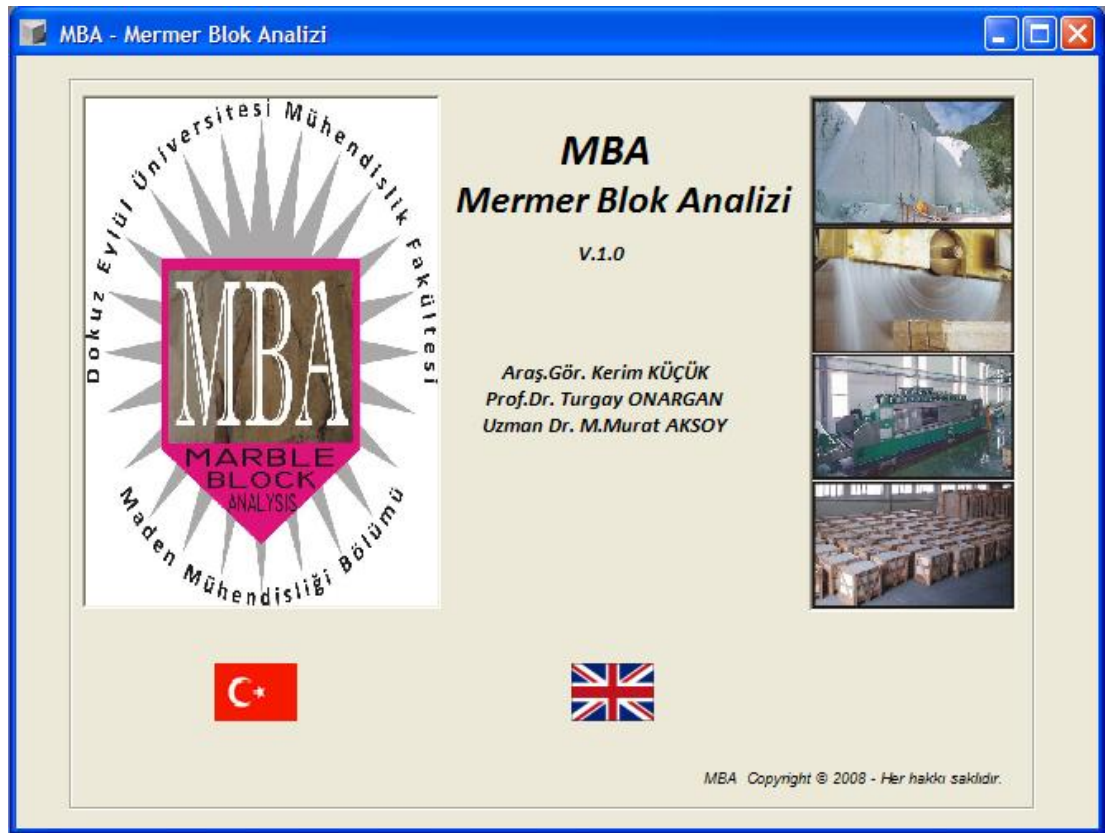 MBA - Mermer Blok Analizi
Dokuz Eylül Üniversitesi Mühendislik Fakültesi
MBA
MARBLE
BLOCK
ANALYSIS
Maden Mühendisliği Bölümü
MBA
Mermer Blok Analizi
V.1.0
Araş.Gör. Kerim KÜÇÜK
Prof.Dr. Turgay ONARGAN
Uzman Dr. M.Murat AKSOY
MBA Copyright © 2008 - Her hakkı saklıdır.